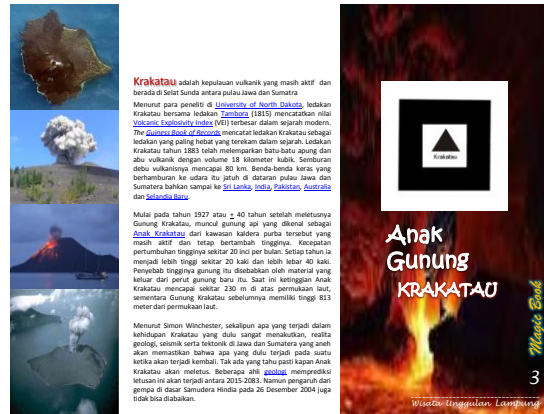 Krakatau adalah kepulauan vulkanik yang masih aktif dan
berada di Selat Sunda antara pulau Jawa dan Sumatra
Menurut para peneliti di University of North Dakota, ledakan
Krakatau bersama ledakan Tambora (1815) mencatatkan nilai
Volcanic Explosivity Index (VEI) terbesar dalam sejarah modern.
The Guiness Book of Records mencatat ledakan Krakatau sebagai
ledakan yang paling hebat yang terekam dalam sejarah. Ledakan
Krakatau tahun 1883 telah melemparkan batu-batu apung dan
abu vulkanik dengan volume 18 kilometer kubik. Semburan
debu vulkanisnya mencapai 80 km. Benda-benda keras yang
berhamburan ke udara itu jatuh di dataran pulau Jawa dan
Sumatera bahkan sampai ke Sri Lanka, India, Pakistan, Australia
dan Selandia Baru.
Mulai pada tahun 1927 atau ± 40 tahun setelah meletusnya
Gunung Krakatau, muncul gunung api yang dikenal sebagai
Anak Krakatau dari kawasan kaldera purba tersebut yang
masih aktif dan tetap bertambah tingginya. Kecepatan
pertumbuhan tingginya sekitar 20 inci per bulan. Setiap tahun ia
menjadi lebih tinggi sekitar 20 kaki dan lebih lebar 40 kaki.
Penyebab tingginya gunung itu disebabkan oleh material yang
keluar dari perut gunung baru itu. Saat ini ketinggian Anak
Krakatau mencapai sekitar 230 m di atas permukaan laut,
sementara Gunung Krakatau sebelumnya memiliki tinggi 813
meter dari permukaan laut.
Menurut Simon Winchester, sekalipun apa yang terjadi dalam
kehidupan Krakatau yang dulu sangat menakutkan, realita
geologi, seismik serta tektonik di Jawa dan Sumatera yang aneh
akan memastikan bahwa apa yang dulu terjadi pada suatu
ketika akan terjadi kembali. Tak ada yang tahu pasti kapan Anak
Krakatau akan meletus. Beberapa ahli geologi memprediksi
letusan ini akan terjadi antara 2015-2083. Namun pengaruh dari
gempa di dasar Samudera Hindia pada 26 Desember 2004 juga
tidak bisa diabaikan.
Krakatau
Anak
Gunung
KRAKATAU
Magic Book
3
Wisata Unggulan Lampung